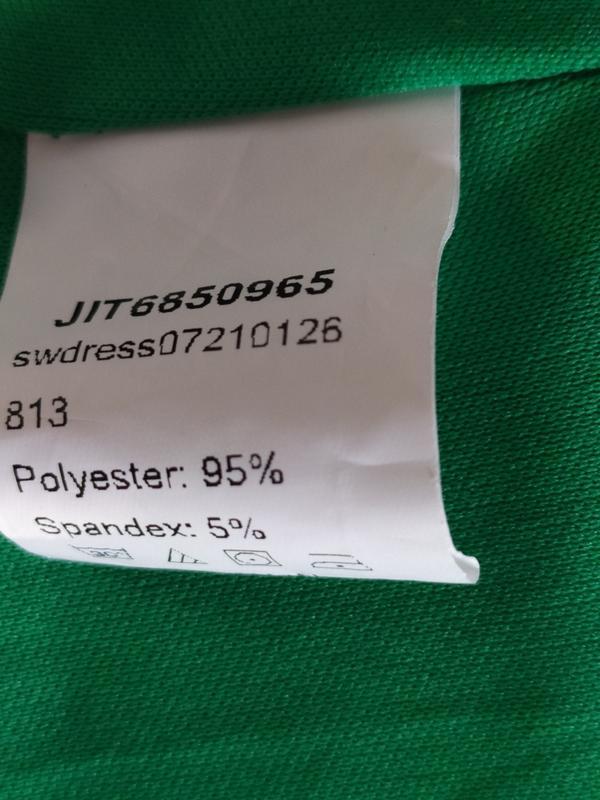 JIT6850965
swdress07210126
813
Polyester: 95%
Spandex: 5%